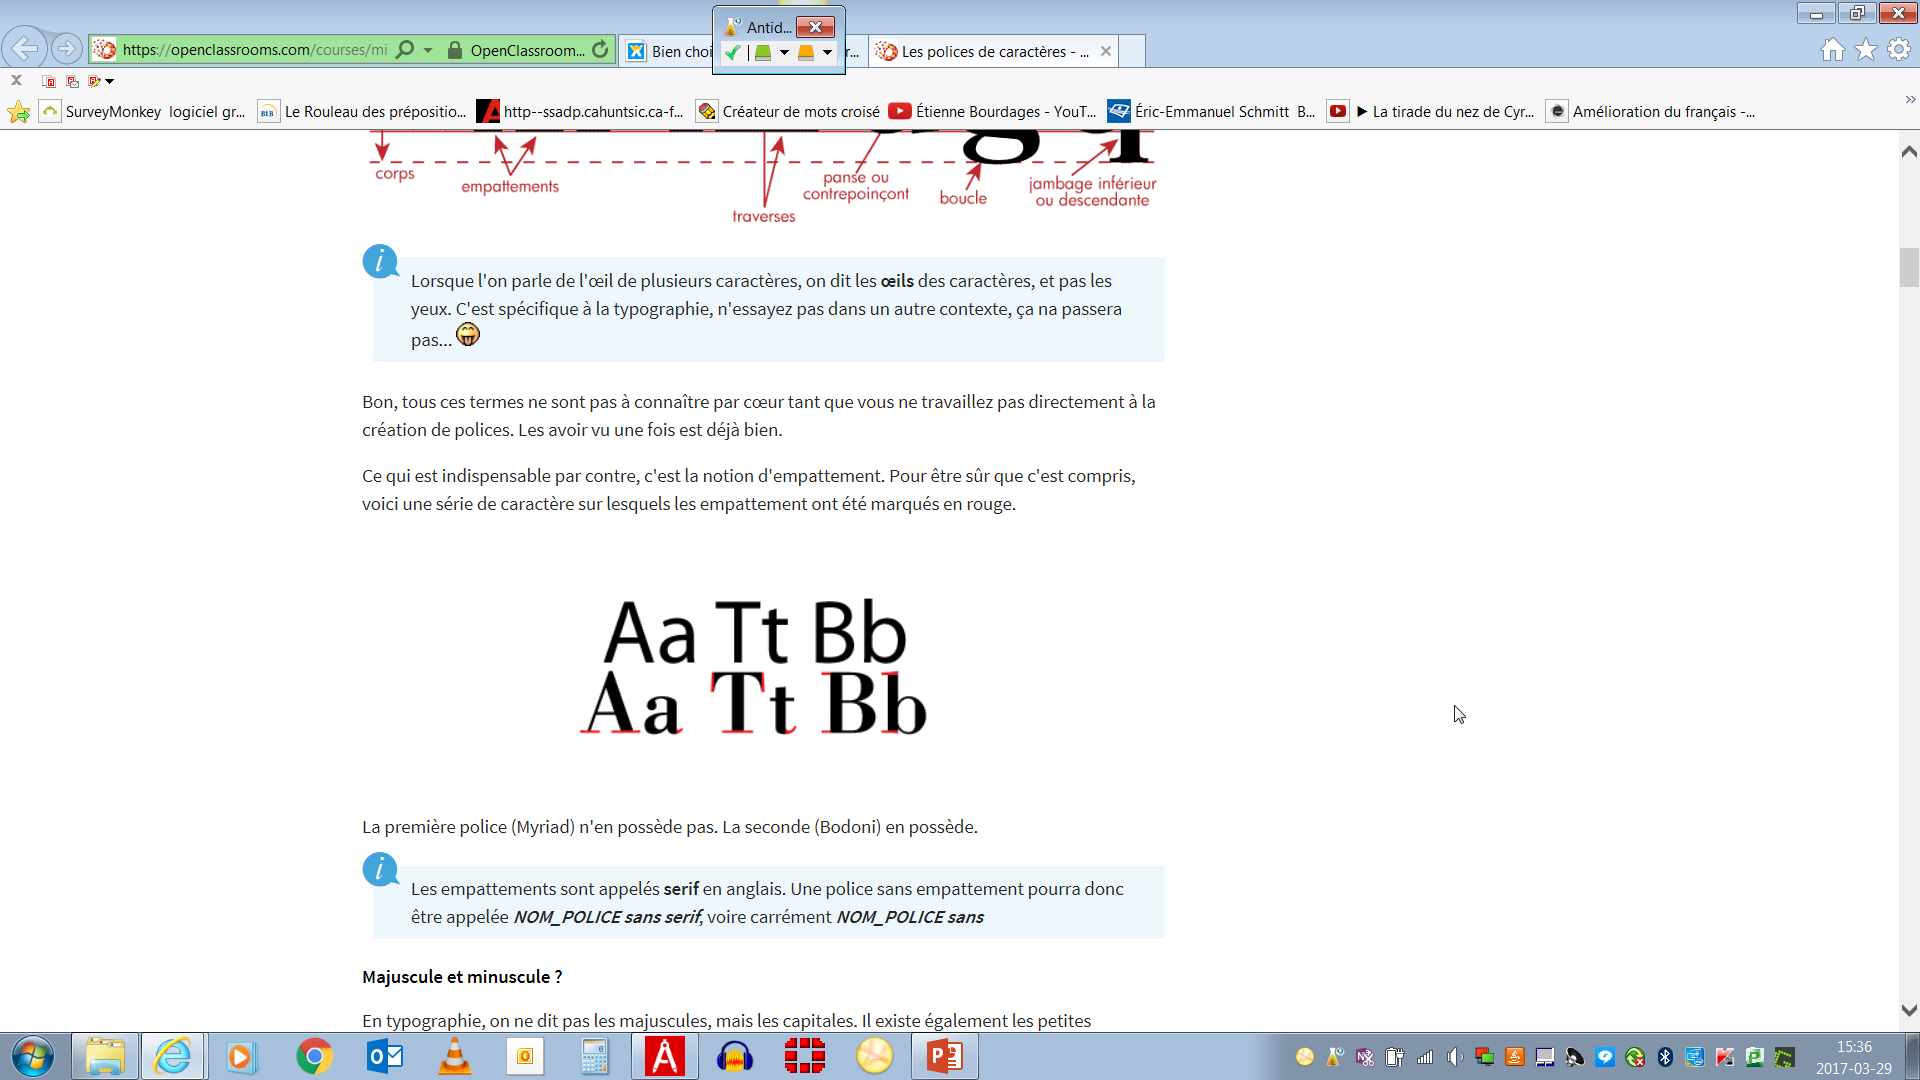 Antid...
https://openclassrooms.com/courses/mi
OpenClassroom...
Bien choi
r...
Les polices de caractères - ...
SurveyMonkey logiciel gr...
Le Rouleau des prépositio...
http--ssadp.cahuntsic.ca-f...
Créateur de mots croisé
Étienne Bourdages - YouT...
Éric-Emmanuel Schmitt B...
La tirade du nez de Cyr...
Amélioration du français -...
corps
empattements
traverses
panse ou
contrepoinçont
boucle
jambage inférieur
ou descendante
Lorsque l'on parle de l'œil de plusieurs caractères, on dit les œils des caractères, et pas les
yeux. C'est spécifique à la typographie, n'essayez pas dans un autre contexte, ça na passera
pas...
Bon, tous ces termes ne sont pas à connaître par cœur tant que vous ne travaillez pas directement à la
création de polices. Les avoir vu une fois est déjà bien.
Ce qui est indispensable par contre, c'est la notion d'empattement. Pour être sûr que c'est compris,
voici une série de caractère sur lesquels les empattement ont été marqués en rouge.
Aa Tt Bb
Aa Tt Bb
La première police (Myriad) n'en possède pas. La seconde (Bodoni) en possède.
Les empattements sont appelés serif en anglais. Une police sans empattement pourra donc
être appelée NOM_POLICE sans serif, voire carrément NOM_POLICE sans
Majuscule et minuscule ?
En typographie, on ne dit pas les majuscules, mais les capitales. Il existe également les petites
15:36
2017-03-29